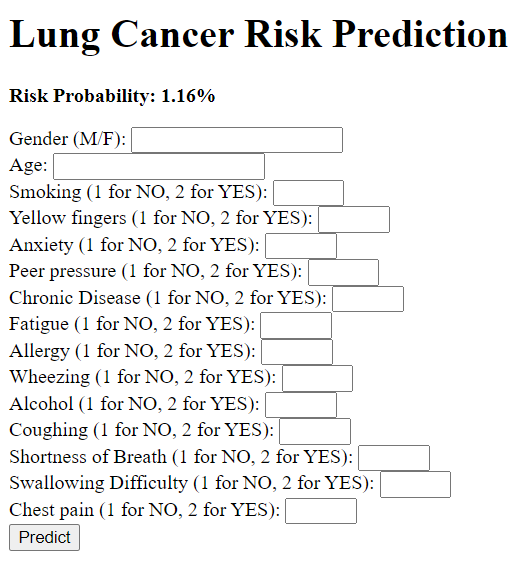 Lung Cancer Risk Prediction
Risk Probability: 1.16%
Gender (M/F):
Age:
Smoking (1 for NO, 2 for YES):
Yellow fingers (1 for NO, 2 for YES):
Anxiety (1 for NO, 2 for YES):
Peer pressure (1 for NO, 2 for YES):
Chronic Disease (1 for NO, 2 for YES):
Fatigue (1 for NO, 2 for YES):
Allergy (1 for NO, 2 for YES):
Wheezing (1 for NO, 2 for YES):
Alcohol (1 for NO, 2 for YES):
Coughing (1 for NO, 2 for YES):
Shortness of Breath (1 for NO, 2 for YES):
Swallowing Difficulty (1 for NO, 2 for YES):
Chest pain (1 for NO, 2 for YES):
Predict